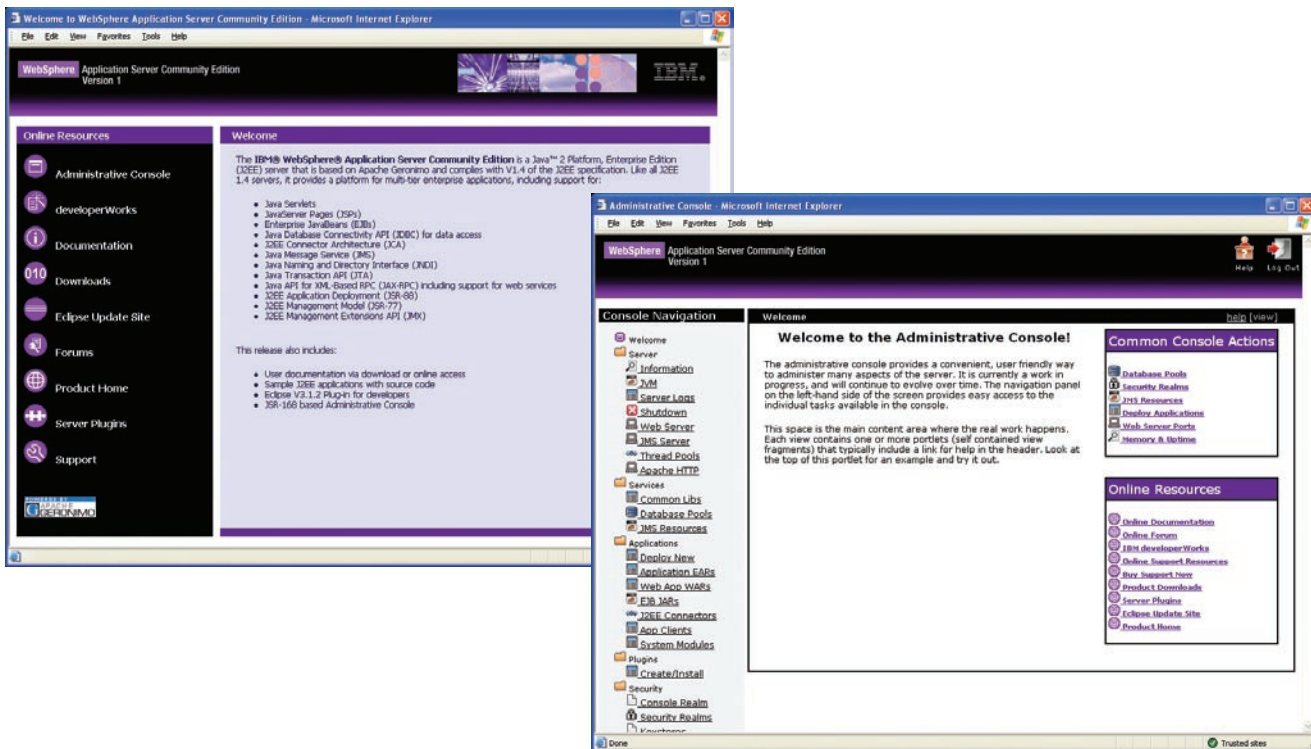 Welcome to WebSphere Application Server Community Edition - Microsoft Internet Explorer
File Edit View Favorites Tools Help
WebSphere Application Server Community Edition
Version 1
IBM.
Online Resources
Administrative Console
developerWorks
Documentation
010
Downloads
Eclipse Update Site
Forums
Product Home
Server Plugins
Support
POWERED BY
APACHE
GERONIMO
Welcome
The IBM® WebSphere® Application Server Community Edition is a Java™ 2 Platform, Enterprise Edition
(J2EE) server that is based on Apache Geronimo and complies with V1.4 of the J2EE specification. Like all J2EE
1.4 servers, it provides a platform for multi-tier enterprise applications, including support for:
• Java Servlets
• JavaServer Pages (JSPs)
• Enterprise JavaBeans (EJBs)
• Java Database Connectivity API (JDBC) for data access
• J2EE Connector Architecture (JCA)
• Java Message Service (JMS)
• Java Naming and Directory Interface (JNDI)
• Java Transaction API (JTA)
• Java API for XML-Based RPC (JAX-RPC) including support for web services
• J2EE Application Deployment (JSR-88)
• J2EE Management Model (JSR-77)
• J2EE Management Extensions API (JMX)
This release also includes:
• User documentation via download or online access
• Sample J2EE applications with source code
• Eclipse V3.1.2 Plug-in for developers
• JSR-168 based Administrative Console
Administrative Console - Microsoft Internet Explorer
File Edit View Favorites Tools Help
WebSphere Application Server Community Edition
Version 1
Help Log Out
Console Navigation
Welcome
Server
Information
JVM
Server Logs
Shutdown
Web Server
JMS Server
Thread Pools
Apache HTTP
Services
Common Libs
Database Pools
JMS Resources
Applications
Deploy New
Application EARs
Web App WARs
EJB JARs
J2EE Connectors
App Clients
System Modules
Plugins
Create/Install
Security
Console Realm
Security Realms
Keystores
Welcome
help [view]
Welcome to the Administrative Console!
The administrative console provides a convenient, user friendly way
to administer many aspects of the server. It is currently a work in
progress, and will continue to evolve over time. The navigation panel
on the left-hand side of the screen provides easy access to the
individual tasks available in the console.
This space is the main content area where the real work happens.
Each view contains one or more portlets (self contained view
fragments) that typically include a link for help in the header. Look at
the top of this portlet for an example and try it out.
Common Console Actions
Database Pools
Security Realms
JMS Resources
Deploy Applications
Web Server Ports
Memory & Uptime
Online Resources
Online Documentation
Online Forum
IBM developerWorks
Online Support Resources
Buy Support Now
Product Downloads
Server Plugins
Eclipse Update Site
Product Home
Done
Trusted sites